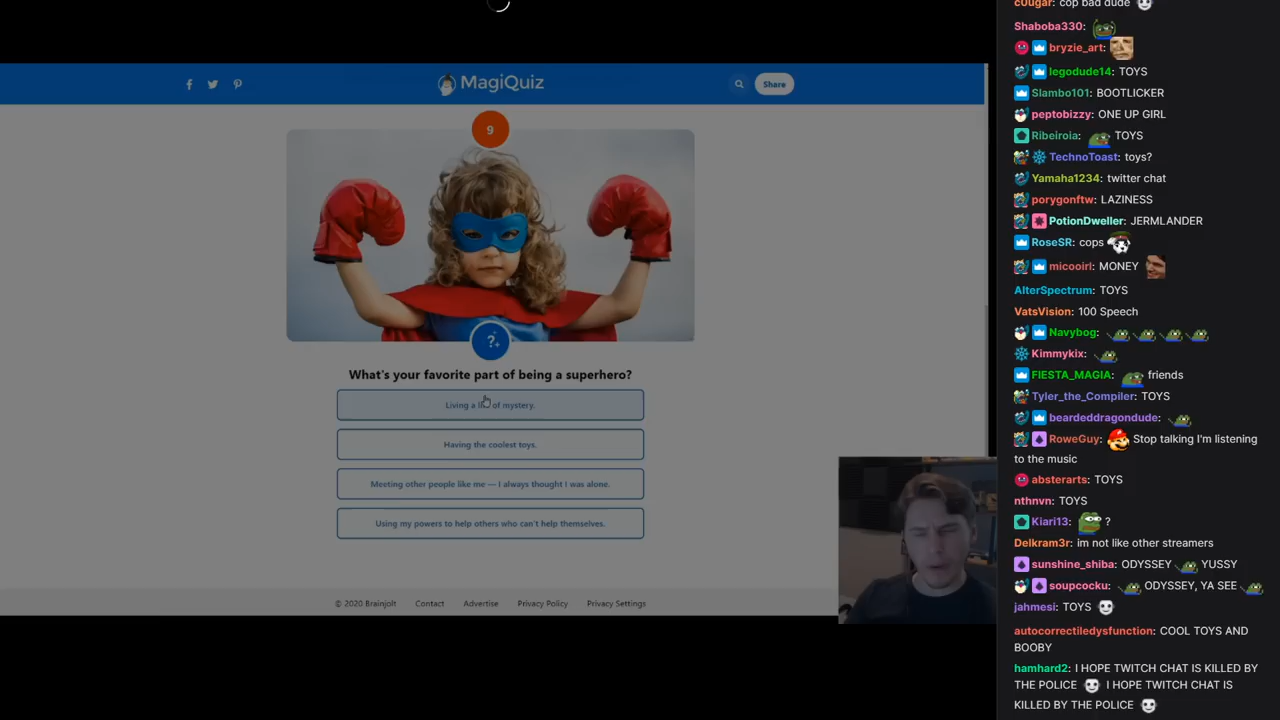 MagiQuiz
Share
9
?
What's your favorite part of being a superhero?
Living a life of mystery.
Having the coolest toys.
Meeting other people like me — I always thought I was alone.
Using my powers to help others who can't help themselves.
© 2020 Brainjolt
Contact
Advertise
Privacy Policy
Privacy Settings
cOugar: cop bad dude
Shaboba330:
bryzie_art:
legodude14: TOYS
Slambo101: BOOTLICKER
peptobizzy: ONE UP GIRL
Ribeiroia: TOYS
TechnoToast: toys?
Yamaha1234: twitter chat
porygonftw: LAZINESS
PotionDweller: JERMLANDER
RoseSR: cops
micooirl: MONEY
AlterSpectrum: TOYS
VatsVision: 100 Speech
Navybog:
Kimmykix:
FIESTA_MAGIA: friends
Tyler_the_Compiler: TOYS
beardeddragondude:
RoweGuy: Stop talking I'm listening
to the music
absterarts: TOYS
nthnvn: TOYS
Kiari13: ?
Delkram3r: im not like other streamers
sunshine_shiba: ODYSSEY YUSSY
soupcocku: ODYSSEY, YA SEE
jahmesi: TOYS
autocorrectiledysfunction: COOL TOYS AND
BOOBY
hamhard2: I HOPE TWITCH CHAT IS KILLED BY
THE POLICE I HOPE TWITCH CHAT IS
KILLED BY THE POLICE